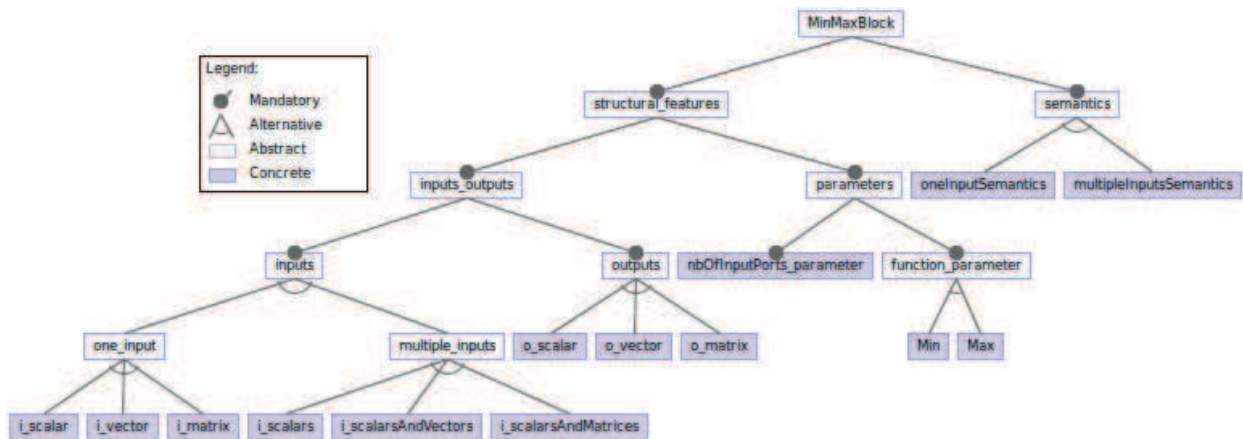 MinMaxBlock
Legend:
Mandatory
Alternative
Abstract
Concrete
structural_features
semantics
inputs_outputs
parameters
oneInputSemantics
multipleInputsSemantics
inputs
outputs
nbOfInputPorts_parameter
function_parameter
one_input
multiple_inputs
o_scalar
o_vector
o_matrix
Min
Max
i_scalar
i_vector
i_matrix
i_scalars
i_scalarsAndVectors
i_scalarsAndMatrices